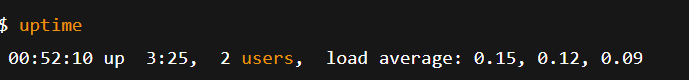 $ uptime
 00:52:10 up  3:25,  2 users,  load average: 0.15, 0.12, 0.09